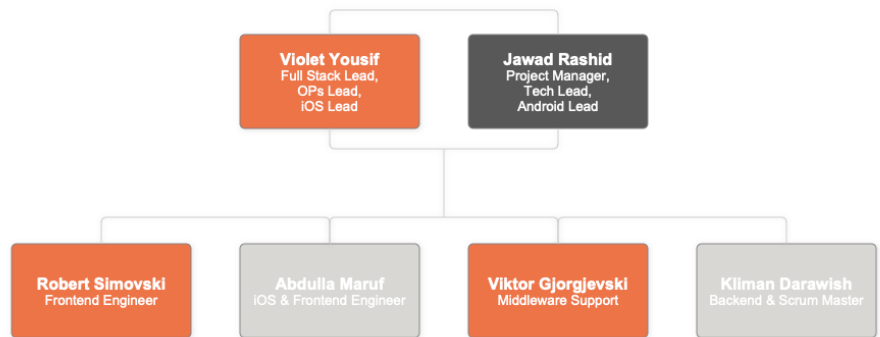 Violet Yousif
Full Stack Lead,
OPs Lead,
iOS Lead
Jawad Rashid
Project Manager,
Tech Lead,
Android Lead
Robert Simovski
Frontend Engineer
Abdulla Maruf
iOS & Frontend Engineer
Viktor Gjorgjevski
Middleware Support
Kliman Darawish
Backend & Scrum Master